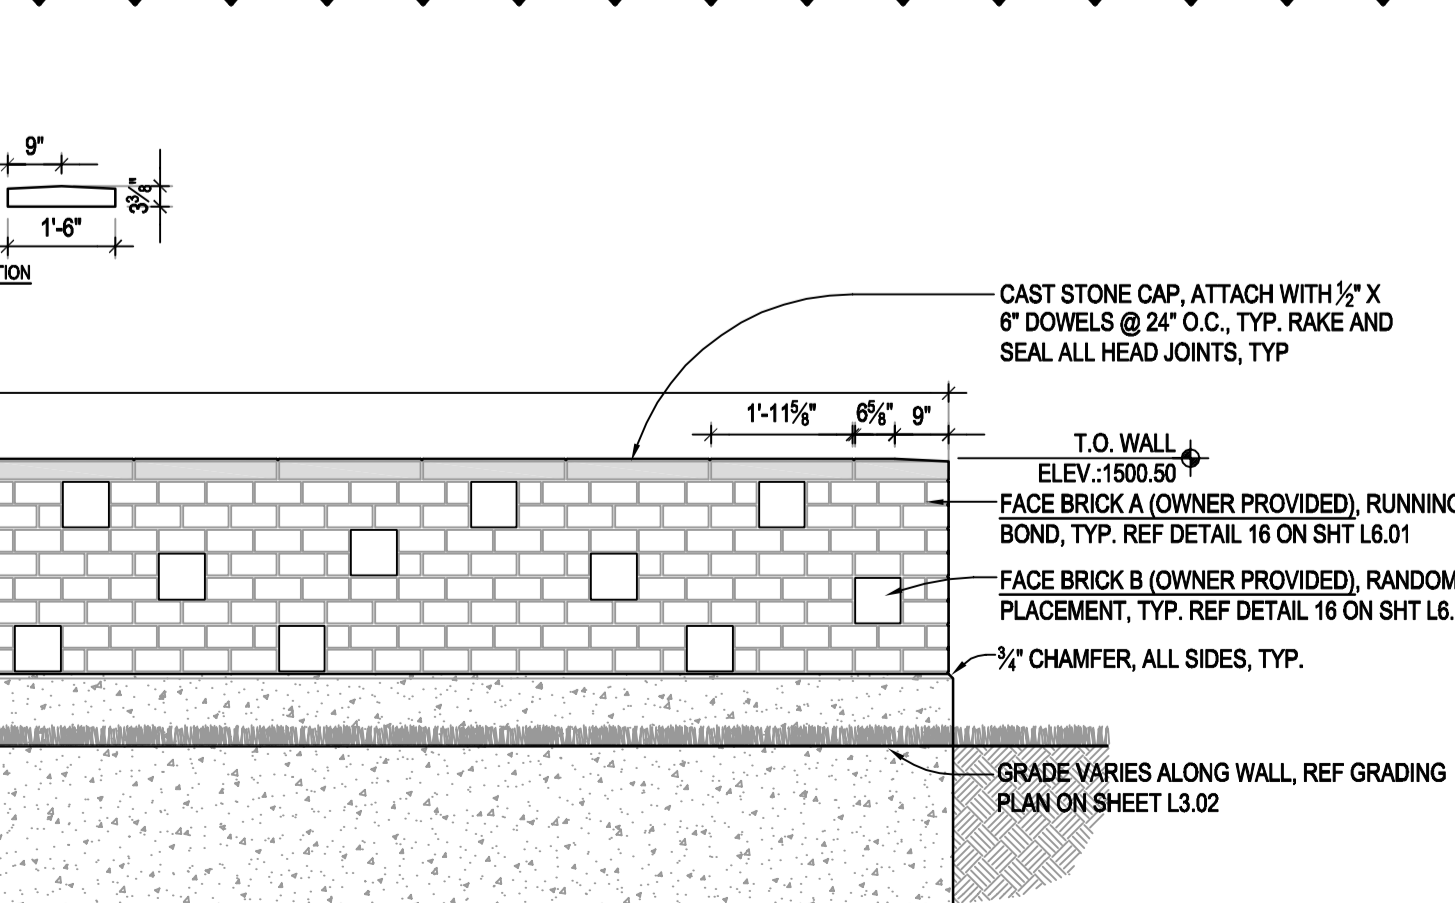 9"
3⅜"
1'-6"
TION
CAST STONE CAP, ATTACH WITH ½" X
6" DOWELS @ 24" O.C., TYP. RAKE AND
SEAL ALL HEAD JOINTS, TYP
1'-11⅝"
6⅝"
9"
T.O. WALL
ELEV.:1500.50
FACE BRICK A (OWNER PROVIDED), RUNNING
BOND, TYP. REF DETAIL 16 ON SHT L6.01
FACE BRICK B (OWNER PROVIDED), RANDOM
PLACEMENT, TYP. REF DETAIL 16 ON SHT L6.
¾" CHAMFER, ALL SIDES, TYP.
GRADE VARIES ALONG WALL, REF GRADING
PLAN ON SHEET L3.02